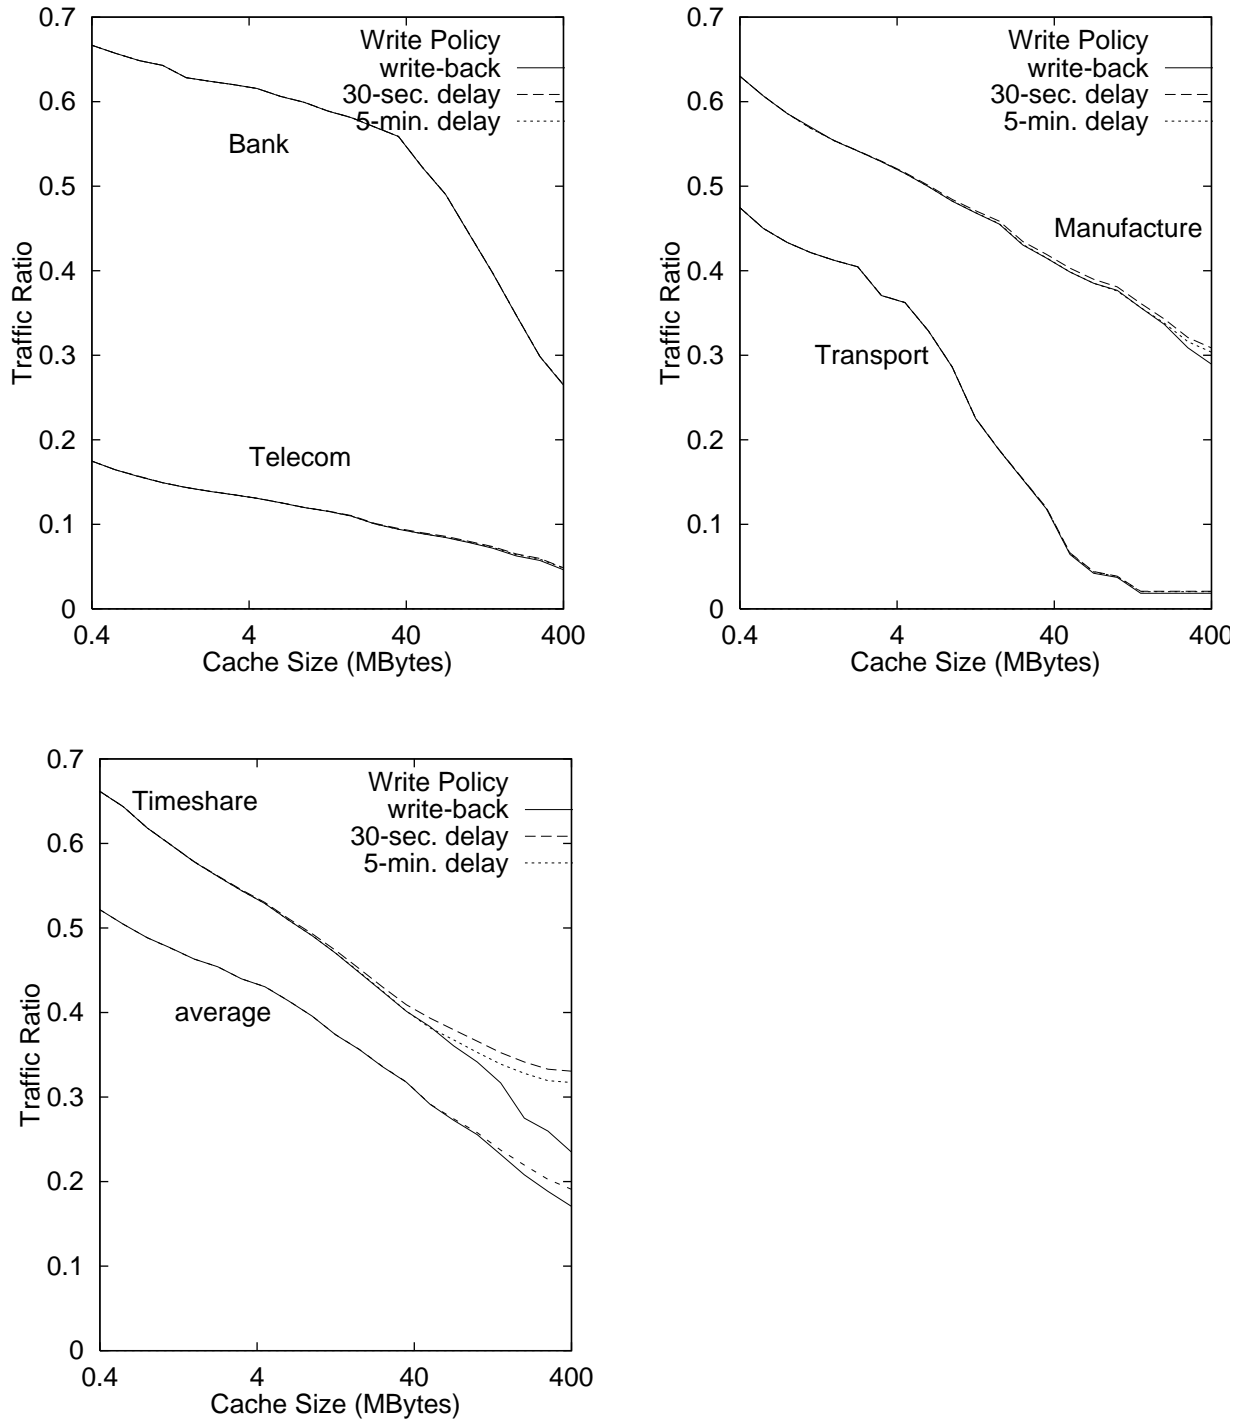 0.7
0.6
0.5
0.4
0.3
0.2
0.1
0
Traffic Ratio
Write Policy
write-back
30-sec. delay
5-min. delay
Bank
Telecom
0.4 4 40 400
Cache Size (MBytes)
0.7
0.6
0.5
0.4
0.3
0.2
0.1
0
Traffic Ratio
Write Policy
write-back
30-sec. delay
5-min. delay
Manufacture
Transport
0.4 4 40 400
Cache Size (MBytes)
0.7
0.6
0.5
0.4
0.3
0.2
0.1
0
Traffic Ratio
Write Policy
write-back
30-sec. delay
5-min. delay
Timeshare
average
0.4 4 40 400
Cache Size (MBytes)